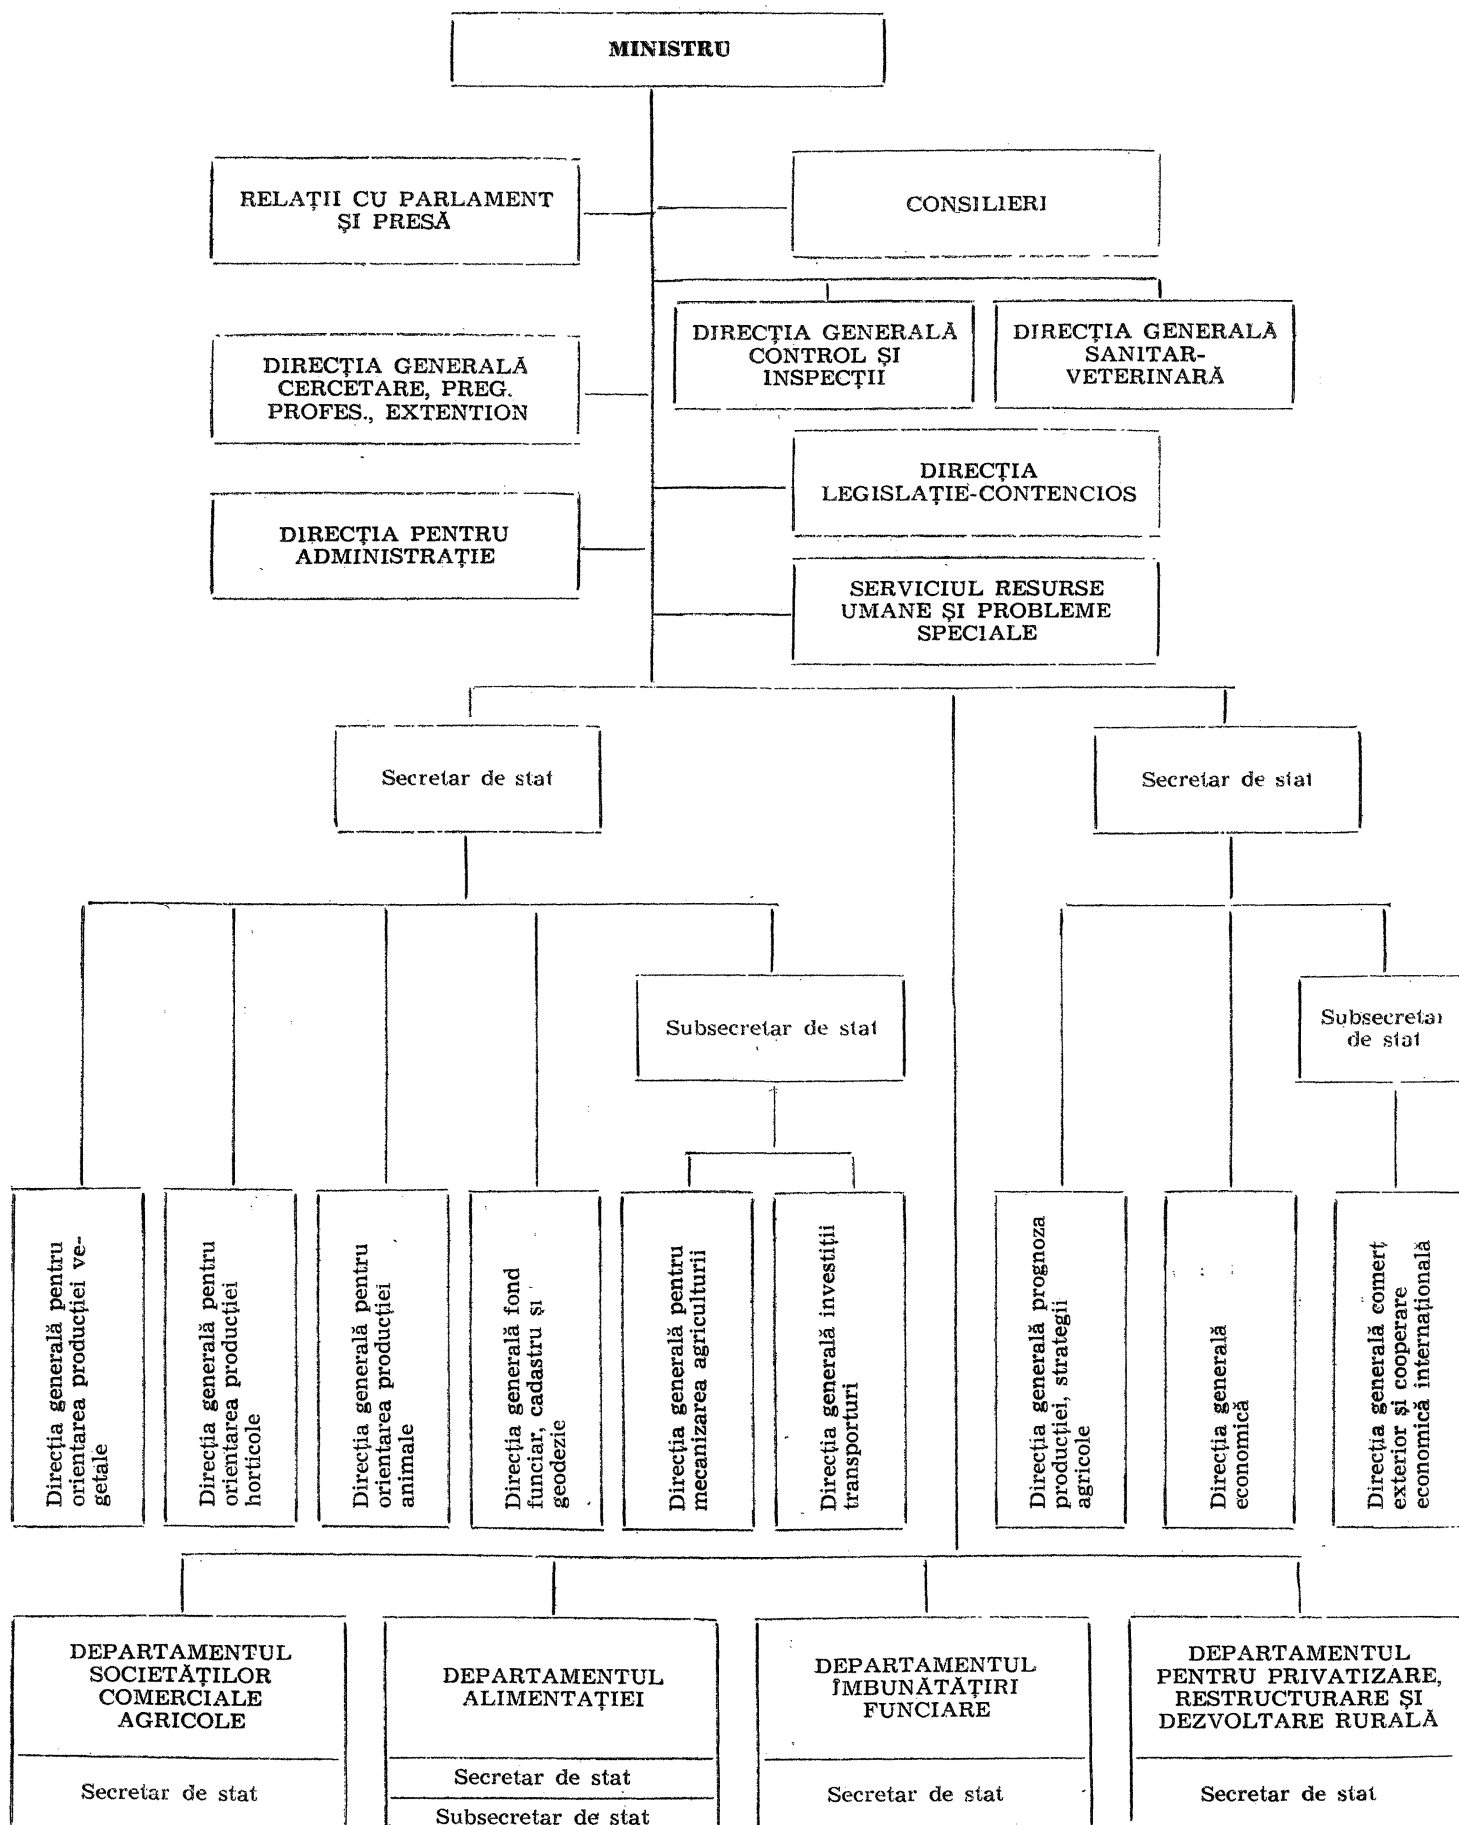 MINISTRU
RELAȚII CU PARLAMENT
ȘI PRESĂ
CONSILIERI
DIRECȚIA GENERALĂ
CONTROL ȘI
INSPECȚII
DIRECȚIA GENERALĂ
SANITAR-
VETERINARĂ
DIRECȚIA GENERALĂ
CERCETARE, PREG.
PROFES., EXTENTION
DIRECȚIA
LEGISLAȚIE-CONTENCIOS
DIRECȚIA PENTRU
ADMINISTRAȚIE
SERVICIUL RESURSE
UMANE ȘI PROBLEME
SPECIALE
Secretar de stat
Secretar de stat
Subsecretar de stat
Subsecretar
de stat
Direcția generală pentru
orientarea producției ve-
getale
Direcția generală pentru
orientarea producției
horticole
Direcția generală pentru
orientarea producției
animale
Direcția generală fond
funciar, cadastru și
geodezie
Direcția generală pentru
mecanizarea agriculturii
Direcția generală investiții
transporturi
Direcția generală prognoza
producției, strategii
agricole
Direcția generală
economică
Direcția generală comerț
exterior și cooperare
economică internațională
DEPARTAMENTUL
SOCIETĂȚILOR
COMERCIALE
AGRICOLE
Secretar de stat
DEPARTAMENTUL
ALIMENTAȚIEI
Secretar de stat
Subsecretar de stat
DEPARTAMENTUL
ÎMBUNĂTĂȚIRI
FUNCIARE
Secretar de stat
DEPARTAMENTUL
PENTRU PRIVATIZARE,
RESTRUCTURARE ȘI
DEZVOLTARE RURALĂ
Secretar de stat